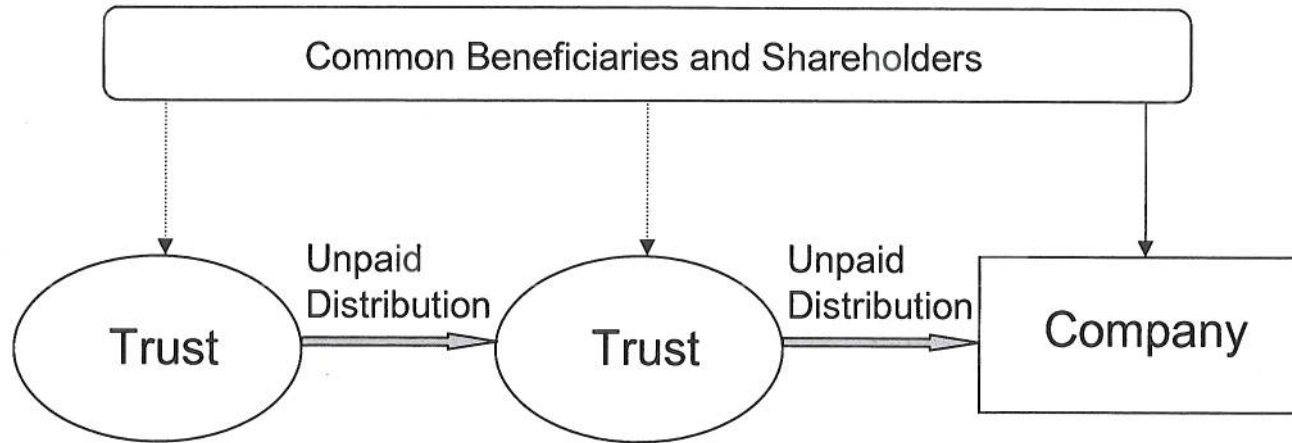 Common Beneficiaries and Shareholders
Unpaid
Distribution
Unpaid
Distribution
Trust
Trust
Company